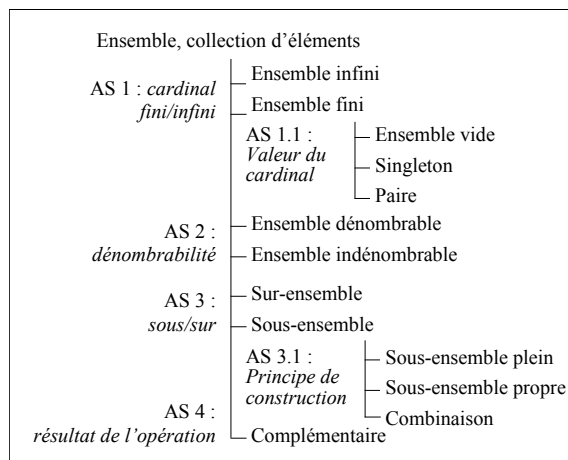 Ensemble, collection d’éléments
AS 1 : cardinal
fini/infini
Ensemble infini
Ensemble fini
AS 1.1 :
Valeur du
cardinal
Ensemble vide
Singleton
Paire
AS 2 :
dénombrabilité
Ensemble dénombrable
Ensemble indénombrable
AS 3 :
sous/sur
Sur-ensemble
Sous-ensemble
AS 3.1 :
Principe de
construction
Sous-ensemble plein
Sous-ensemble propre
Combinaison
AS 4 :
résultat de l’opération
Complémentaire